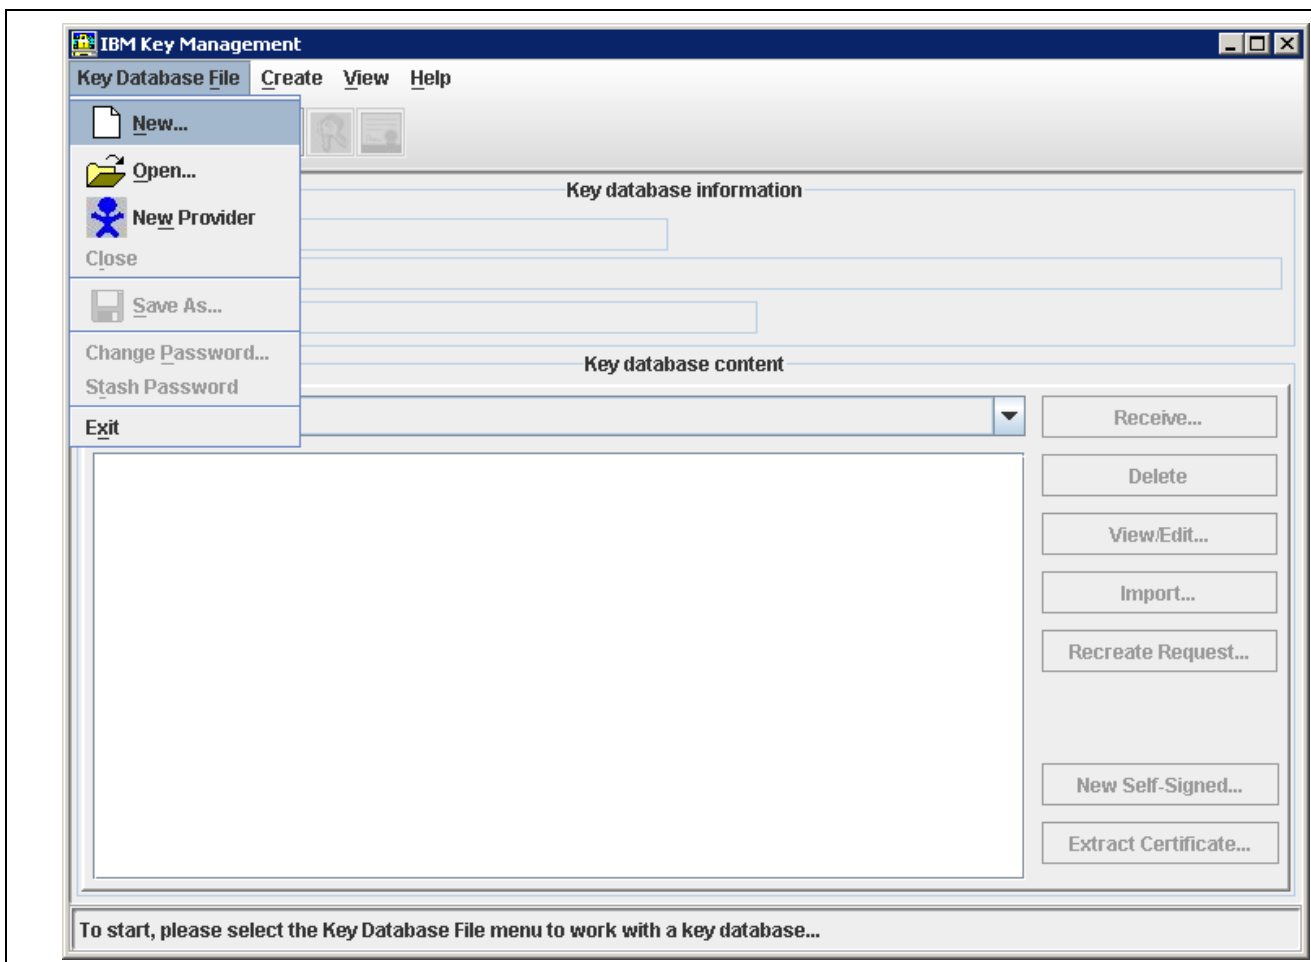 IBM Key Management
Key Database File Create View Help
New...
Open...
New Provider
Close
Save As...
Change Password...
Stash Password
Exit
Key database information
Key database content
Receive...
Delete
View/Edit...
Import...
Recreate Request...
New Self-Signed...
Extract Certificate...
To start, please select the Key Database File menu to work with a key database...